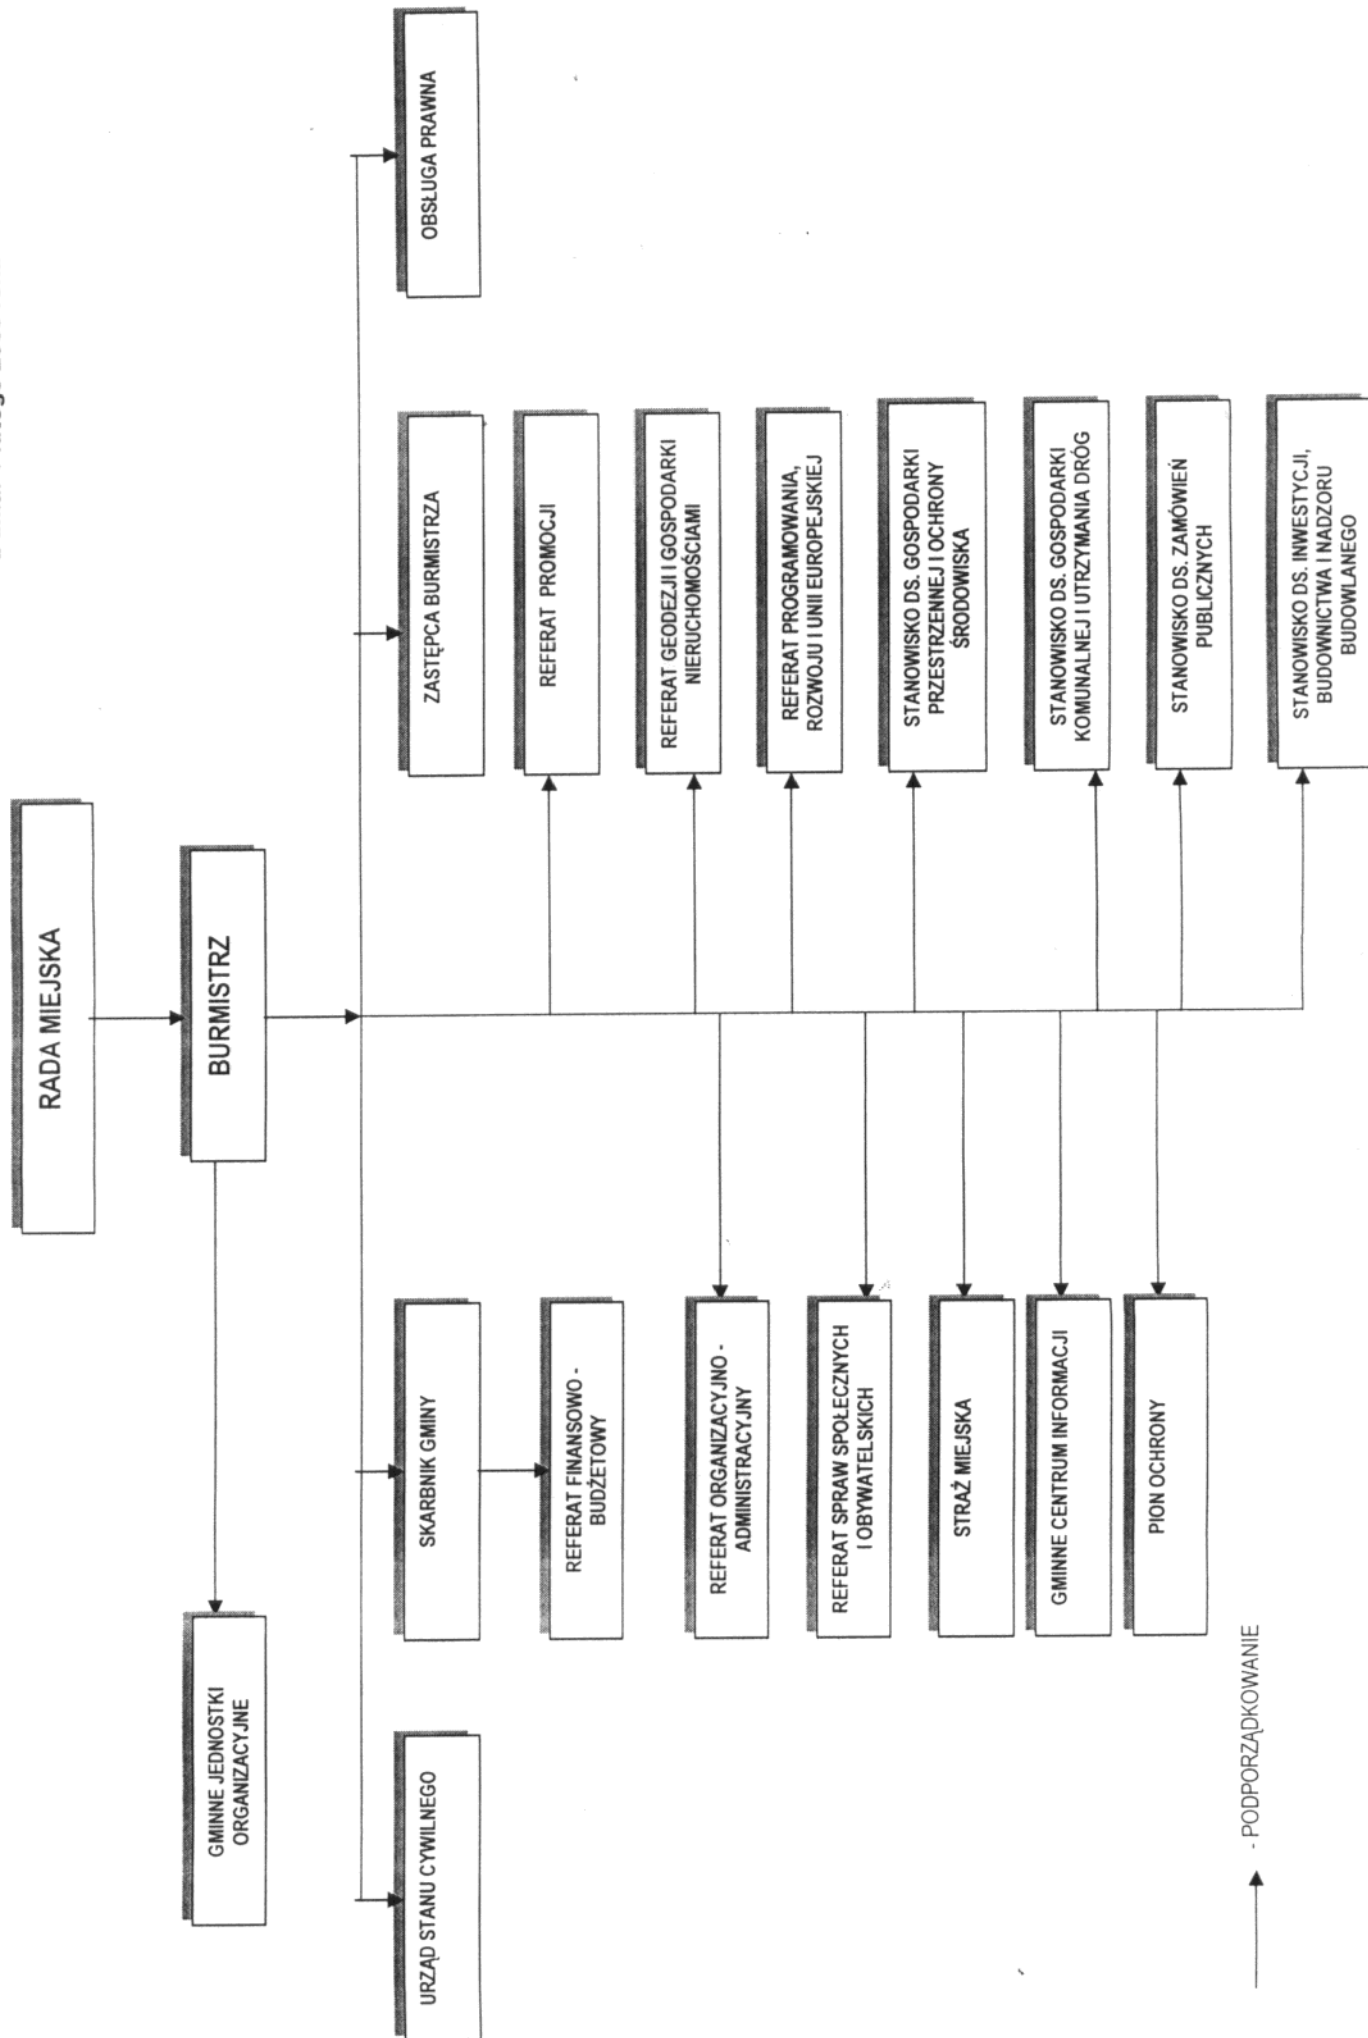 RADA MIEJSKA
BURMISTRZ
GMINNE JEDNOSTKI
ORGANIZACYJNE
URZĄD STANU CYWILNEGO
SKARBNIK GMINY
ZASTĘPCA BURMISTRZA
OBSŁUGA PRAWNA
REFERAT FINANSOWO -
BUDŻETOWY
REFERAT ORGANIZACYJNO -
ADMINISTRACYJNY
REFERAT SPRAW SPOŁECZNYCH
I OBYWATELSKICH
STRAŻ MIEJSKA
GMINNE CENTRUM INFORMACJI
PION OCHRONY
REFERAT PROMOCJI
REFERAT GEODEZJI I GOSPODARKI
NIERUCHOMOŚCIAMI
REFERAT PROGRAMOWANIA,
ROZWOJU I UNII EUROPEJSKIEJ
STANOWISKO DS. GOSPODARKI
PRZESTRZENNEJ I OCHRONY
ŚRODOWISKA
STANOWISKO DS. GOSPODARKI
KOMUNALNEJ I UTRZYMANIA DRÓG
STANOWISKO DS. ZAMÓWIEŃ
PUBLICZNYCH
STANOWISKO DS. INWESTYCJI,
BUDOWNICTWA I NADZORU
BUDOWLANEGO
- PODPORZĄDKOWANIE